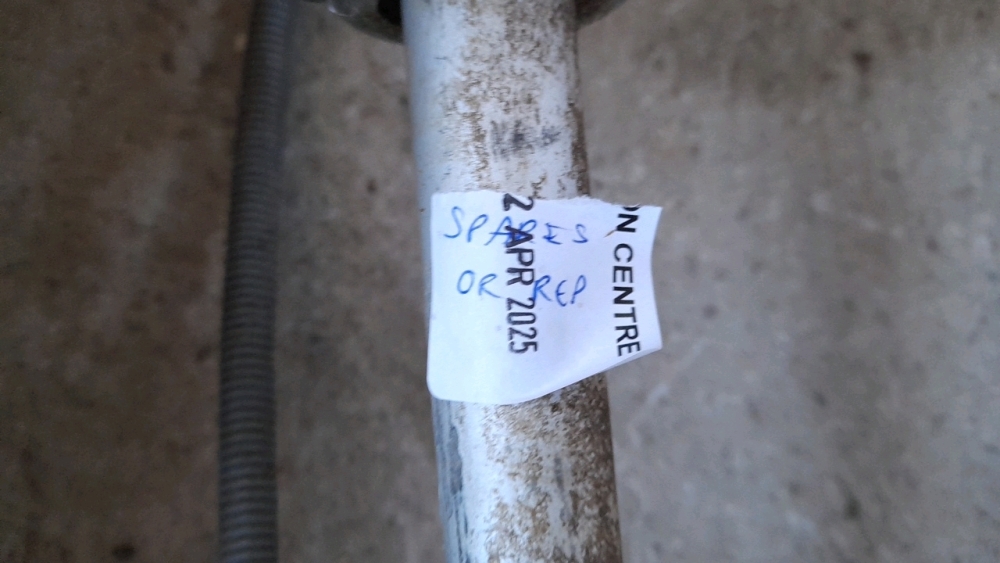 SPARES
OR REP
2 APR 2025
CENTRE